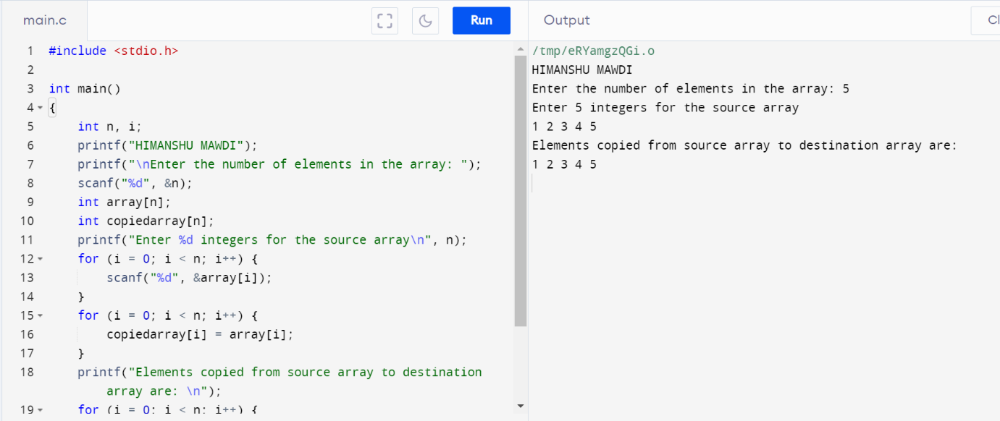 main.c
Run
1 #include <stdio.h>
2
3 int main()
4 {
5     int n, i;
6     printf("HIMANSHU MAWDI");
7     printf("\nEnter the number of elements in the array: ");
8     scanf("%d", &n);
9     int array[n];
10     int copiedarray[n];
11     printf("Enter %d integers for the source array\n", n);
12     for (i = 0; i < n; i++) {
13         scanf("%d", &array[i]);
14     }
15     for (i = 0; i < n; i++) {
16         copiedarray[i] = array[i];
17     }
18     printf("Elements copied from source array to destination
        array are: \n");
19     for (i = 0; i < n; i++) {
Output
/tmp/eRYamgzQGi.o
HIMANSHU MAWDI
Enter the number of elements in the array: 5
Enter 5 integers for the source array
1 2 3 4 5
Elements copied from source array to destination array are:
1 2 3 4 5